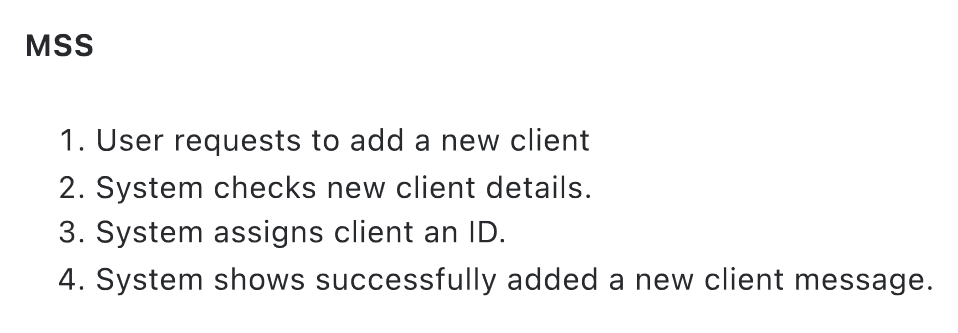 MSS
1. User requests to add a new client
2. System checks new client details.
3. System assigns client an ID.
4. System shows successfully added a new client message.